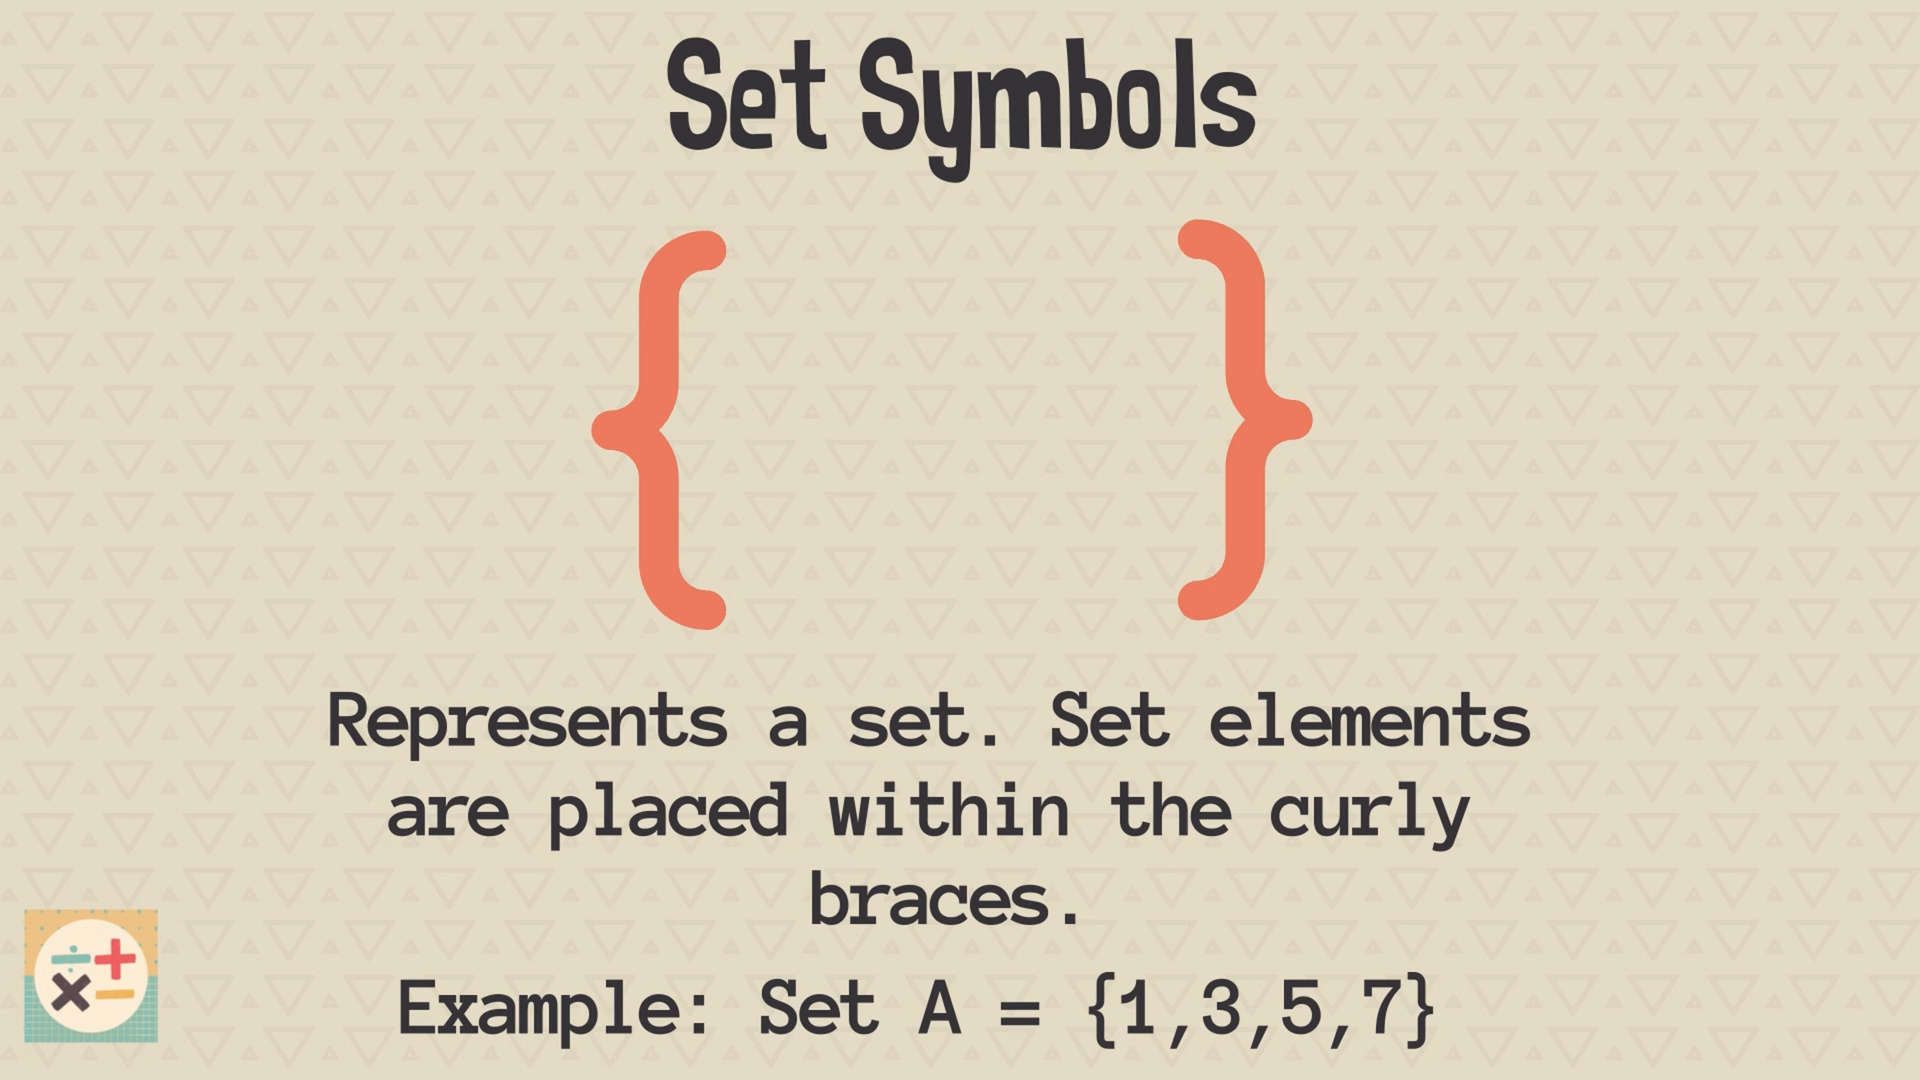 Set Symbols
{ }
Represents a set. Set elements
are placed within the curly
braces.
Example: Set A = {1,3,5,7}